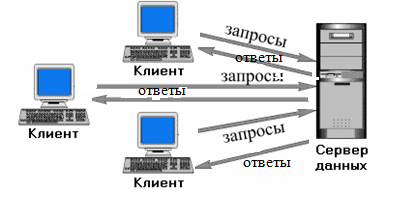 запросы
ответы
Клиент
запросы
ответы
Клиент
запросы
ответы
Клиент
Сервер
данных